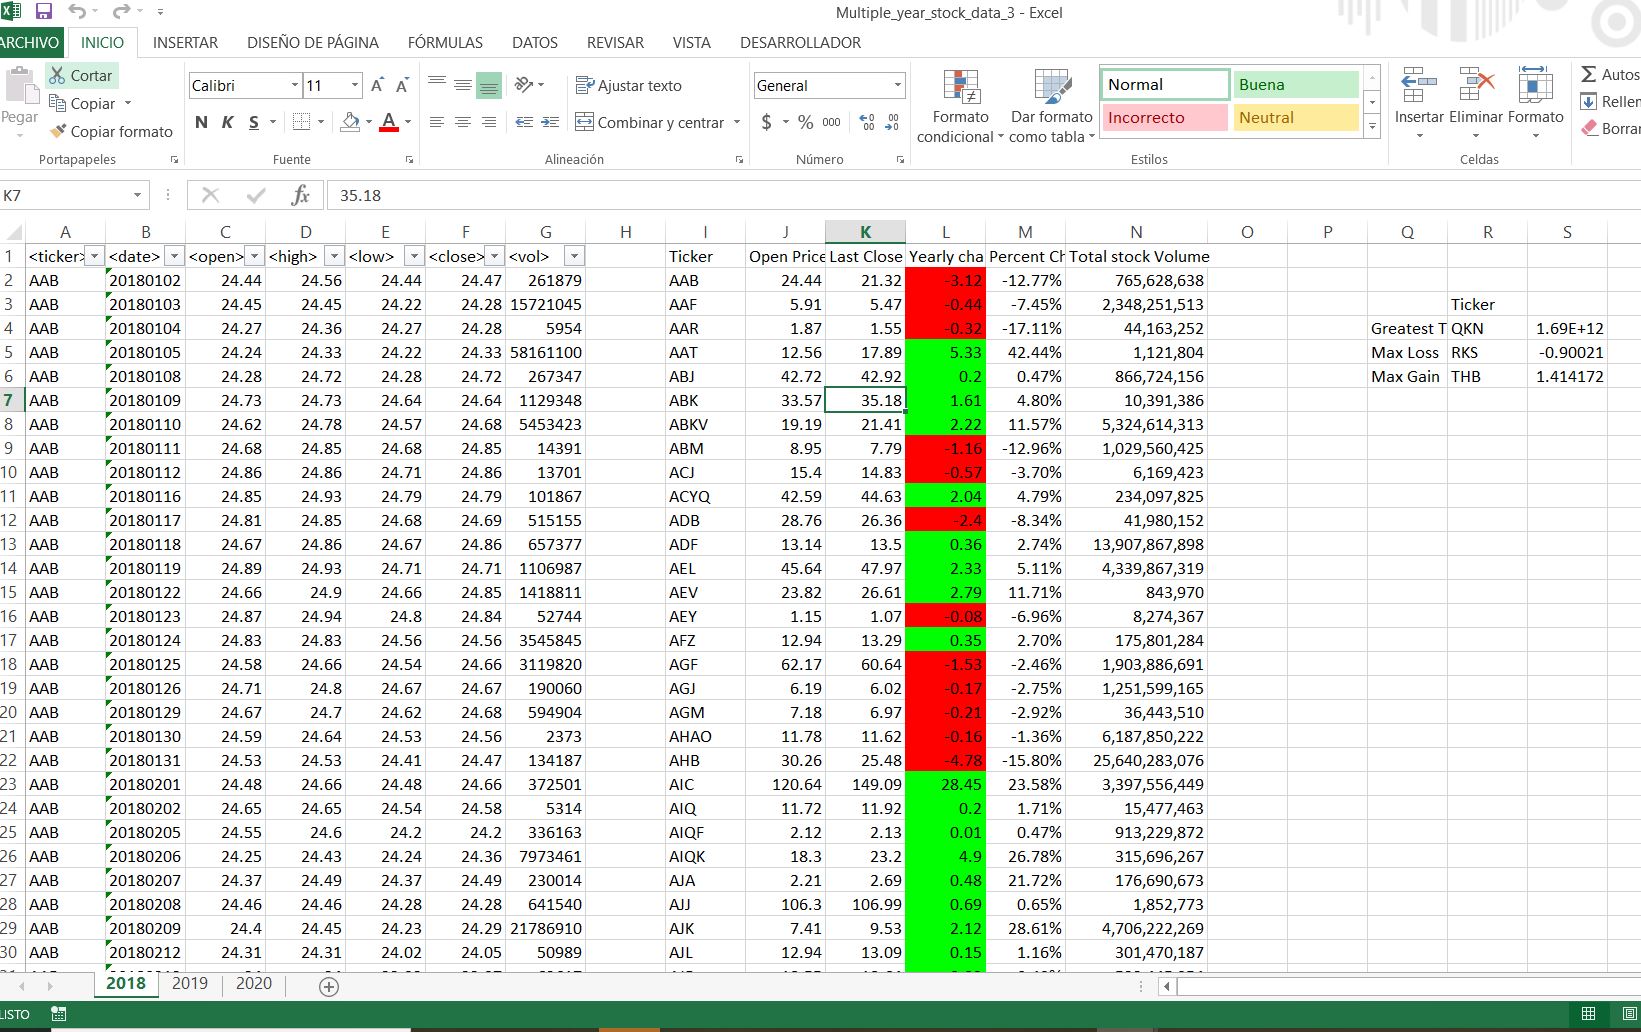 Multiple_year_stock_data_3 - Excel
ARCHIVO INICIO INSERTAR DISEÑO DE PÁGINA FÓRMULAS DATOS REVISAR VISTA DESARROLLADOR
Pegar
Cortar
Copiar
Copiar formato
Portapapeles
Calibri 11
N K S
Fuente
Ajustar texto
Combinar y centrar
Alineación
General
$ % 000
Número
Formato condicional
Dar formato como tabla
Normal Buena
Incorrecto Neutral
Estilos
Insertar Eliminar Formato
Celdas
Autos
Reller
Borra
K7 fx 35.18
A B C D E F G H I J K L M N O P Q R S
1 <ticker> <date> <open> <high> <low> <close> <vol> Ticker Open Price Last Close Yearly cha Percent Ch Total stock Volume
2 AAB 20180102 24.44 24.56 24.44 24.47 261879 AAB 24.44 21.32 -3.12 -12.77% 765,628,638
3 AAB 20180103 24.45 24.45 24.22 24.28 15721045 AAF 5.91 5.47 -0.44 -7.45% 2,348,251,513 Ticker
4 AAB 20180104 24.27 24.36 24.27 24.28 5954 AAR 1.87 1.55 -0.32 -17.11% 44,163,252 Greatest T QKN 1.69E+12
5 AAB 20180105 24.24 24.33 24.22 24.33 58161100 AAT 12.56 17.89 5.33 42.44% 1,121,804 Max Loss RKS -0.90021
6 AAB 20180108 24.28 24.72 24.28 24.72 267347 ABJ 42.72 42.92 0.2 0.47% 866,724,156 Max Gain THB 1.414172
7 AAB 20180109 24.73 24.73 24.64 24.64 1129348 ABK 33.57 35.18 1.61 4.80% 10,391,386
8 AAB 20180110 24.62 24.78 24.57 24.68 5453423 ABKV 19.19 21.41 2.22 11.57% 5,324,614,313
9 AAB 20180111 24.68 24.85 24.68 24.85 14391 ABM 8.95 7.79 -1.16 -12.96% 1,029,560,425
10 AAB 20180112 24.86 24.86 24.71 24.86 13701 ACJ 15.4 14.83 -0.57 -3.70% 6,169,423
11 AAB 20180116 24.85 24.93 24.79 24.79 101867 ACYQ 42.59 44.63 2.04 4.79% 234,097,825
12 AAB 20180117 24.81 24.85 24.68 24.69 515155 ADB 28.76 26.36 -2.4 -8.34% 41,980,152
13 AAB 20180118 24.67 24.86 24.67 24.86 657377 ADF 13.14 13.5 0.36 2.74% 13,907,867,898
14 AAB 20180119 24.89 24.93 24.71 24.71 1106987 AEL 45.64 47.97 2.33 5.11% 4,339,867,319
15 AAB 20180122 24.66 24.9 24.66 24.85 1418811 AEV 23.82 26.61 2.79 11.71% 843,970
16 AAB 20180123 24.87 24.94 24.8 24.84 52744 AEY 1.15 1.07 -0.08 -6.96% 8,274,367
17 AAB 20180124 24.83 24.83 24.56 24.56 3545845 AFZ 12.94 13.29 0.35 2.70% 175,801,284
18 AAB 20180125 24.58 24.66 24.54 24.66 3119820 AGF 62.17 60.64 -1.53 -2.46% 1,903,886,691
19 AAB 20180126 24.71 24.8 24.67 24.67 190060 AGJ 6.19 6.02 -0.17 -2.75% 1,251,599,165
20 AAB 20180129 24.67 24.7 24.62 24.68 594904 AGM 7.18 6.97 -0.21 -2.92% 36,443,510
21 AAB 20180130 24.59 24.64 24.53 24.56 2373 AHAO 11.78 11.62 -0.16 -1.36% 6,187,850,222
22 AAB 20180131 24.53 24.53 24.41 24.47 134187 AHB 30.26 25.48 -4.78 -15.80% 25,640,283,076
23 AAB 20180201 24.48 24.66 24.48 24.66 372501 AIC 120.64 149.09 28.45 23.58% 3,397,556,449
24 AAB 20180202 24.65 24.65 24.54 24.58 5314 AIQ 11.72 11.92 0.2 1.71% 15,477,463
25 AAB 20180205 24.55 24.6 24.2 24.2 336163 AIQF 2.12 2.13 0.01 0.47% 913,229,872
26 AAB 20180206 24.25 24.43 24.24 24.36 7973461 AIQK 18.3 23.2 4.9 26.78% 315,696,267
27 AAB 20180207 24.37 24.49 24.37 24.49 230014 AJA 2.21 2.69 0.48 21.72% 176,690,673
28 AAB 20180208 24.46 24.46 24.28 24.28 641540 AJJ 106.3 106.99 0.69 0.65% 1,852,773
29 AAB 20180209 24.4 24.45 24.23 24.29 21786910 AJK 7.41 9.53 2.12 28.61% 4,706,222,269
30 AAB 20180212 24.31 24.31 24.02 24.05 50989 AJL 12.94 13.09 0.15 1.16% 301,470,187
2018 2019 2020
LISTO